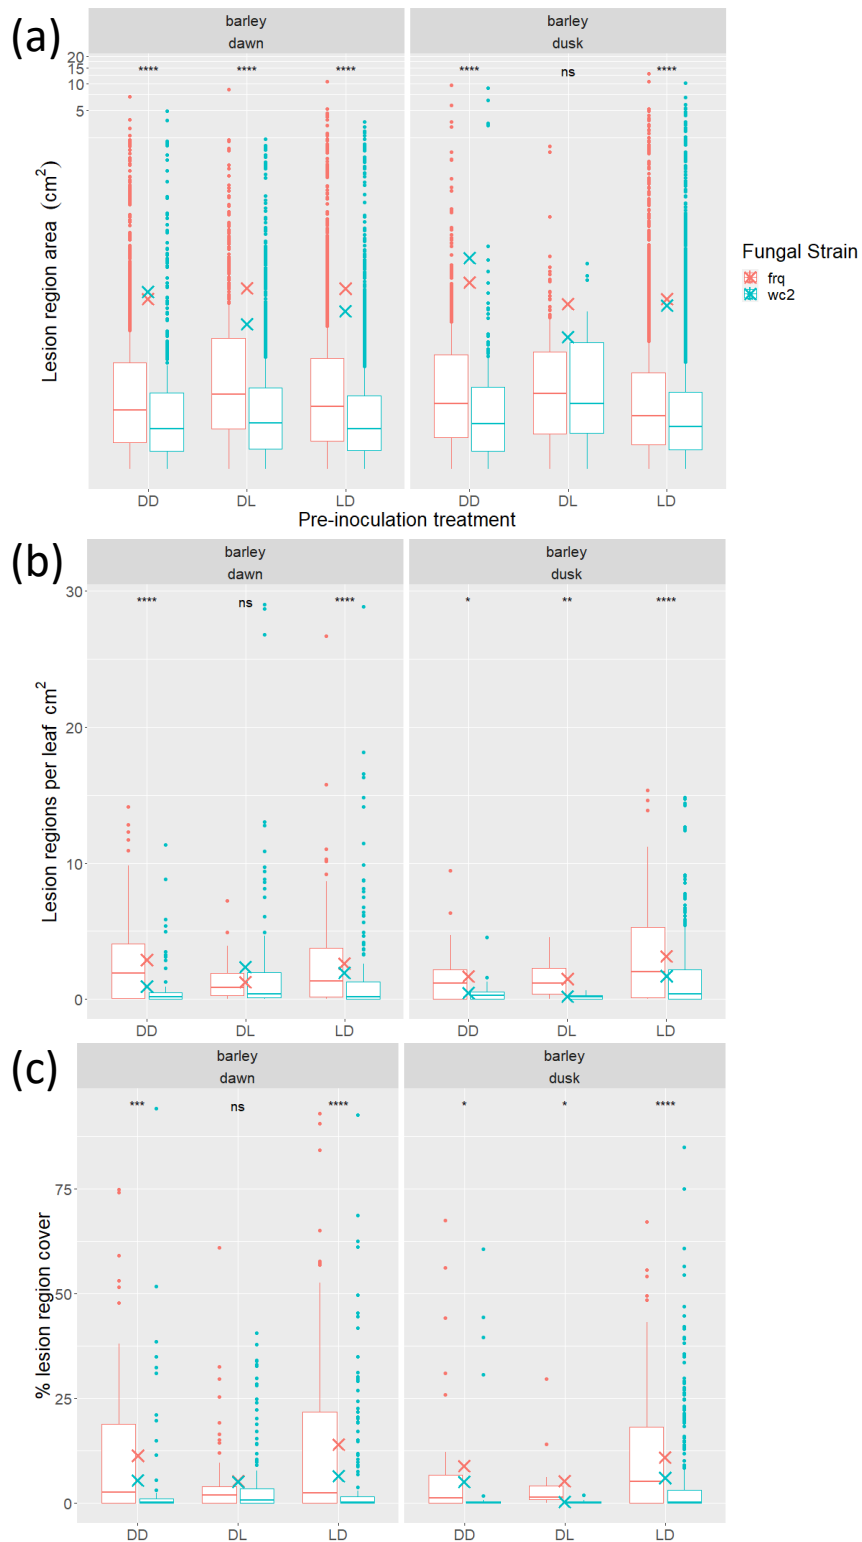 (a)
barley barley
dawn dusk
20
15
10
5
**** **** **** **** ns ****
Lesion region area (cm2)
DD DL LD DD DL LD
Pre-inoculation treatment
Fungal Strain
frq
wc2
(b)
barley barley
dawn dusk
30
20
10
0
**** ns **** * ** ****
Lesion regions per leaf cm2
DD DL LD DD DL LD
(c)
barley barley
dawn dusk
*** ns **** * * ****
75
50
25
0
% lesion region cover
DD DL LD DD DL LD